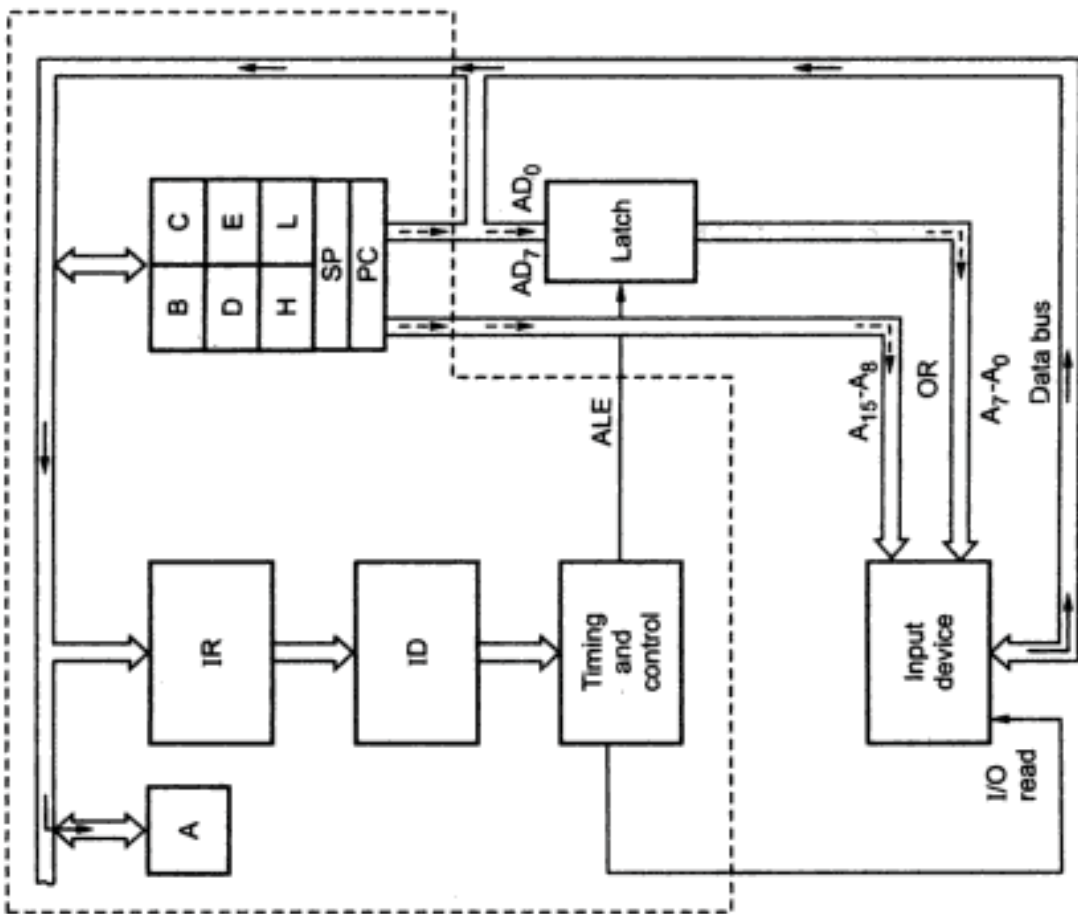 A
IR
B C
D E
H L
SP
PC
ID
AD₇ AD₀
ALE
Latch
Timing
and
control
A₁₅-A₈
OR
A₇-A₀
Input
device
I/O
read
Data bus